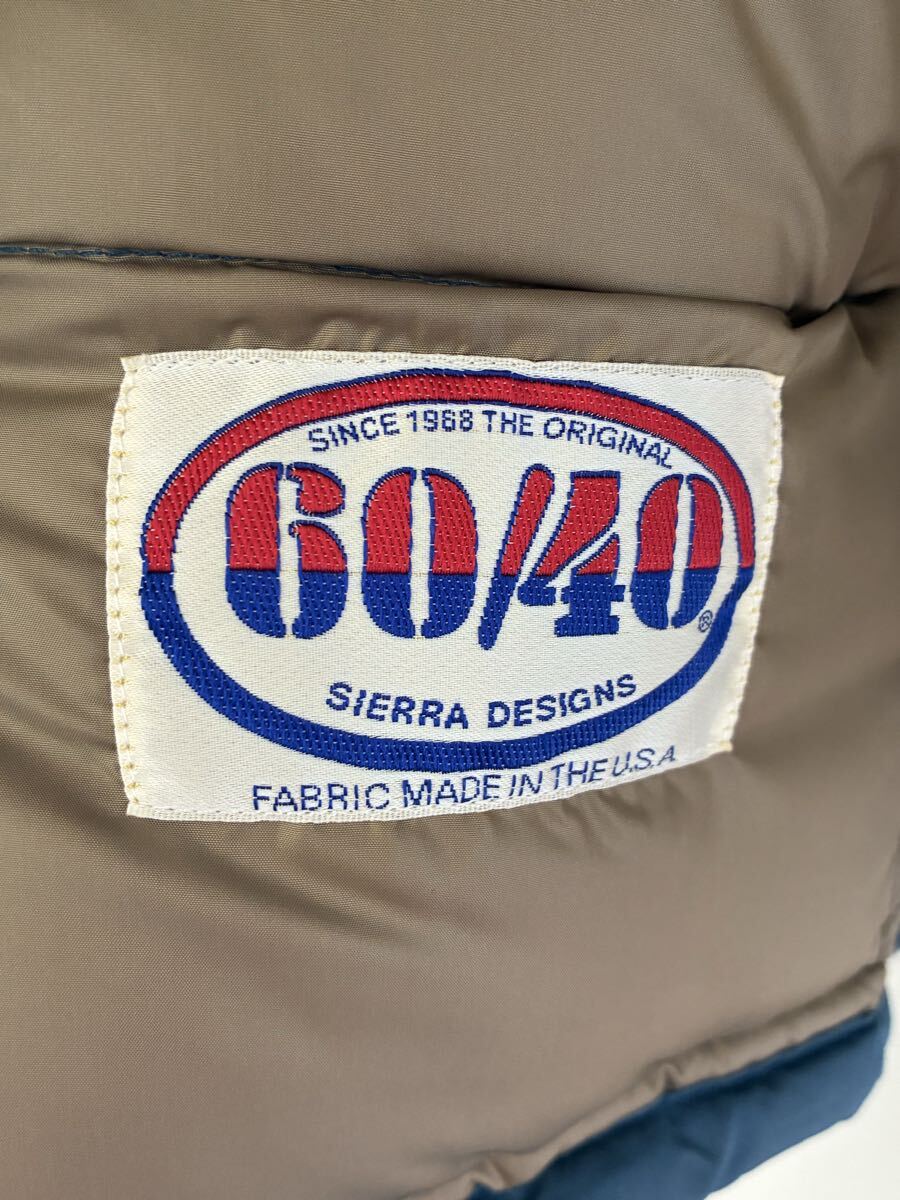 SINCE 1968 THE ORIGINAL
60/40®
SIERRA DESIGNS
FABRIC MADE IN THE U.S.A